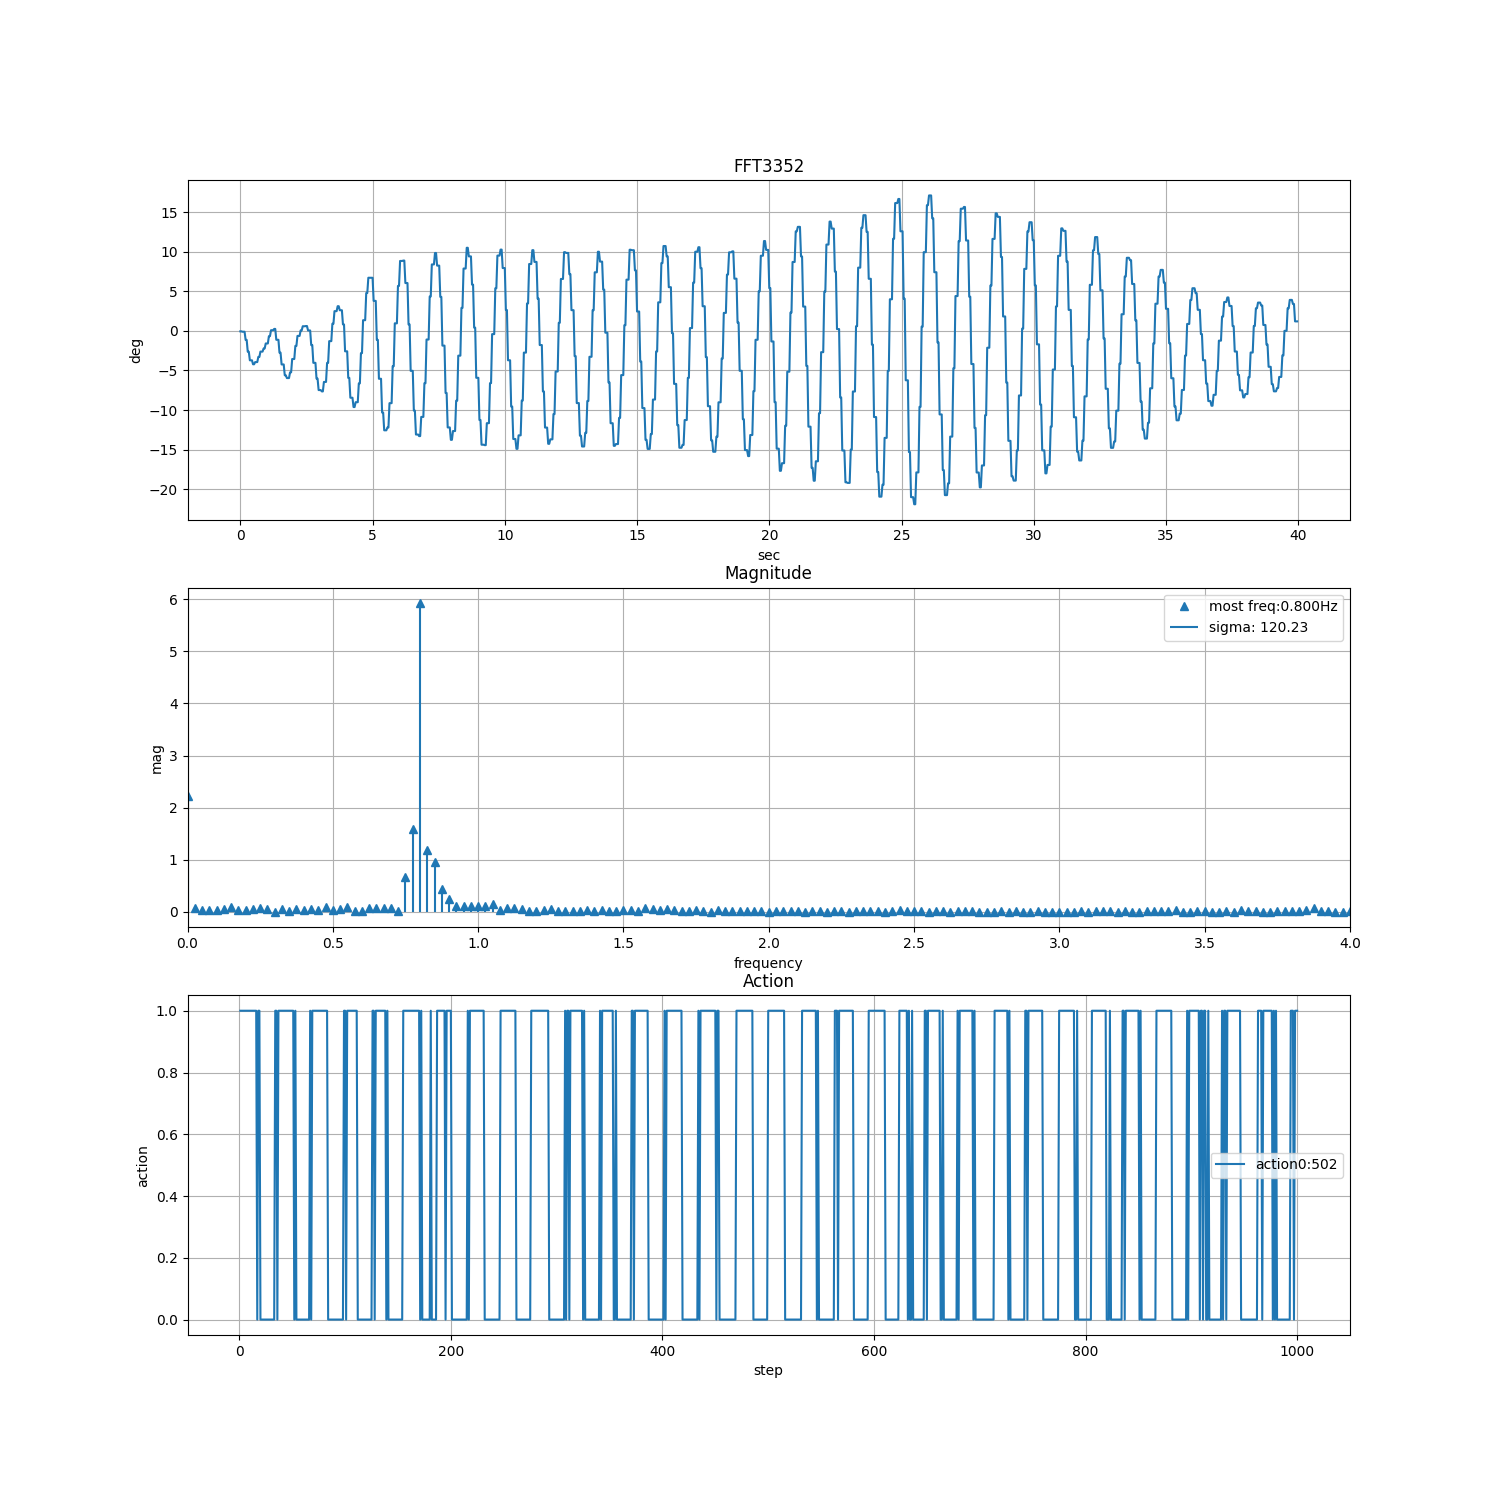 FFT3352
15
10
5
0
−5
−10
−15
−20
deg
0 5 10 15 20 25 30 35 40
sec
Magnitude
6
5
4
3
2
1
0
mag
most freq:0.800Hz
sigma: 120.23
0.0 0.5 1.0 1.5 2.0 2.5 3.0 3.5 4.0
frequency
Action
1.0
0.8
0.6
0.4
0.2
0.0
action
action0:502
0 200 400 600 800 1000
step